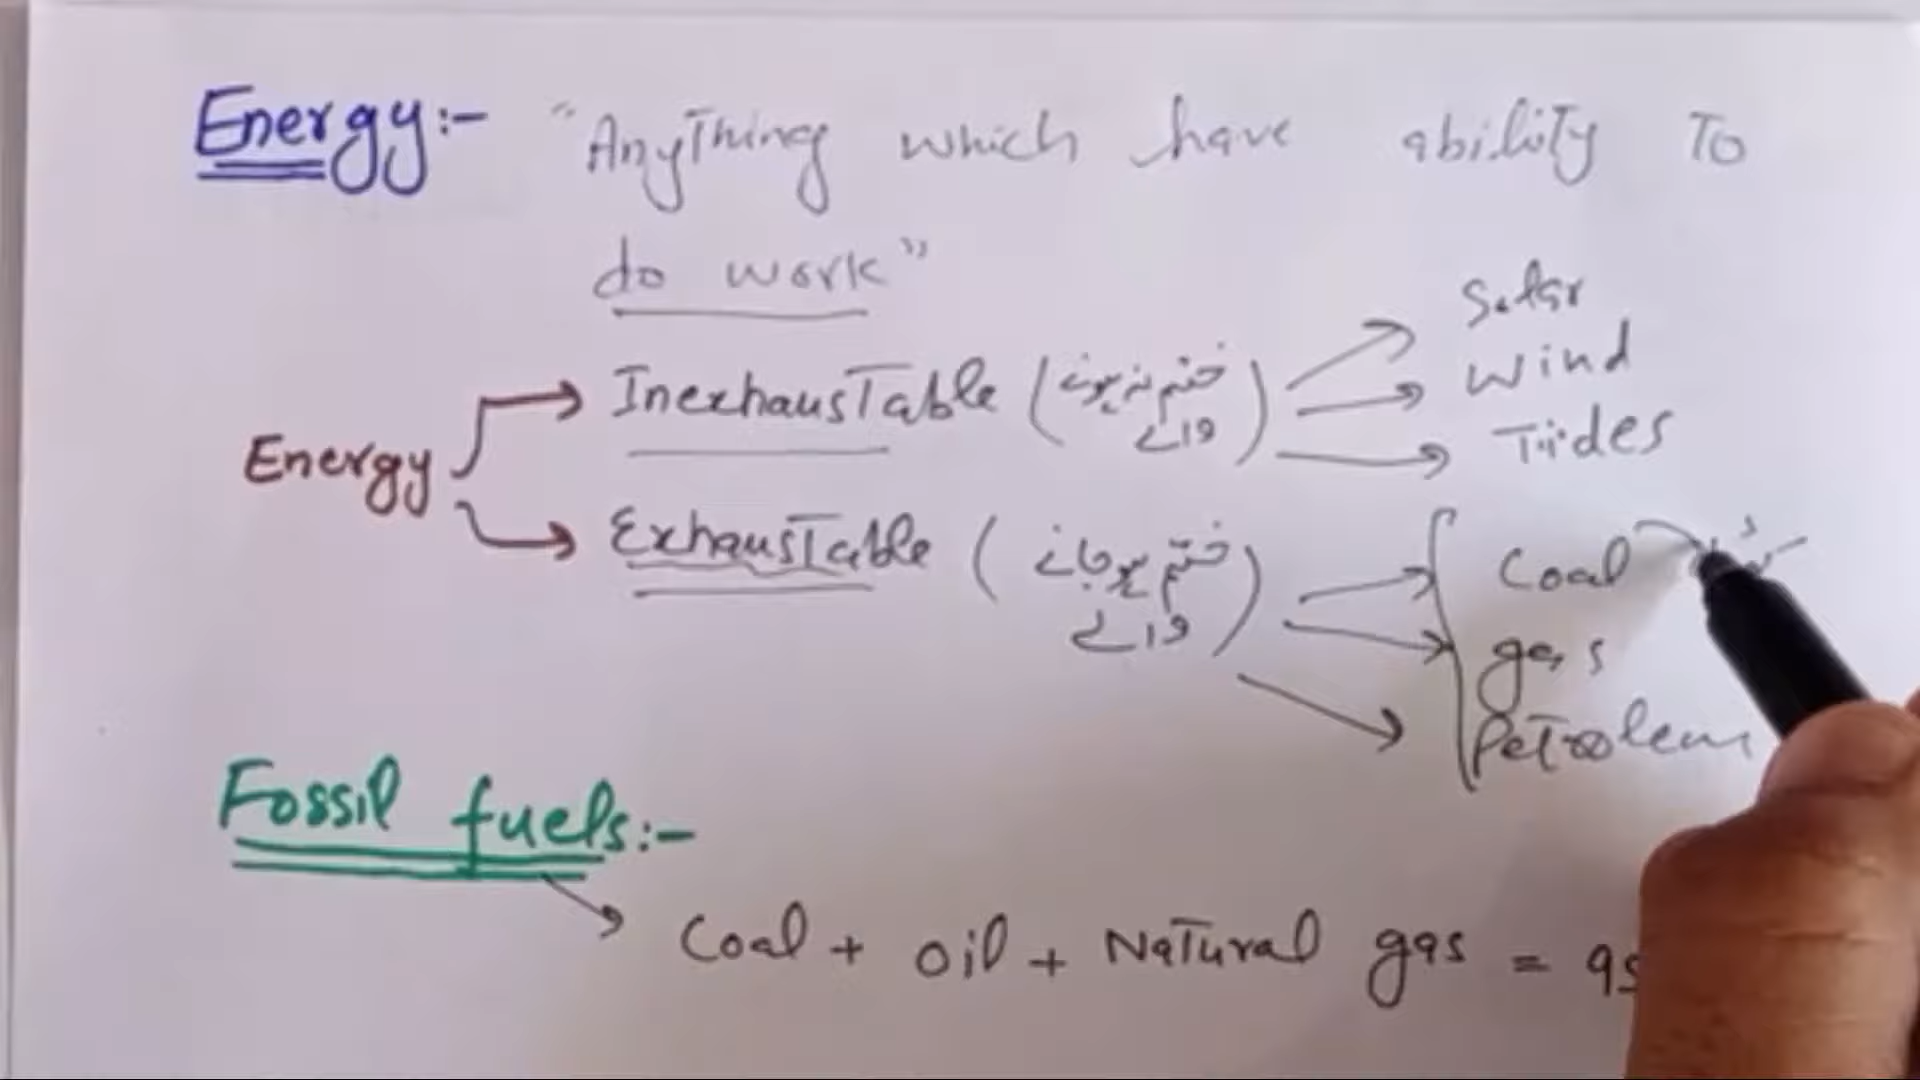 Energy:- "Anything which have ability To
do work"
Solar
Wind
Tides
Energy
Inexhaustable (ختم نہ ہونے
والے)
Exhaustable (ختم ہو جانے
والے)
Coal
gas
Petroleum
Fossil fuels:-
Coal + Oil + Natural gas = 95